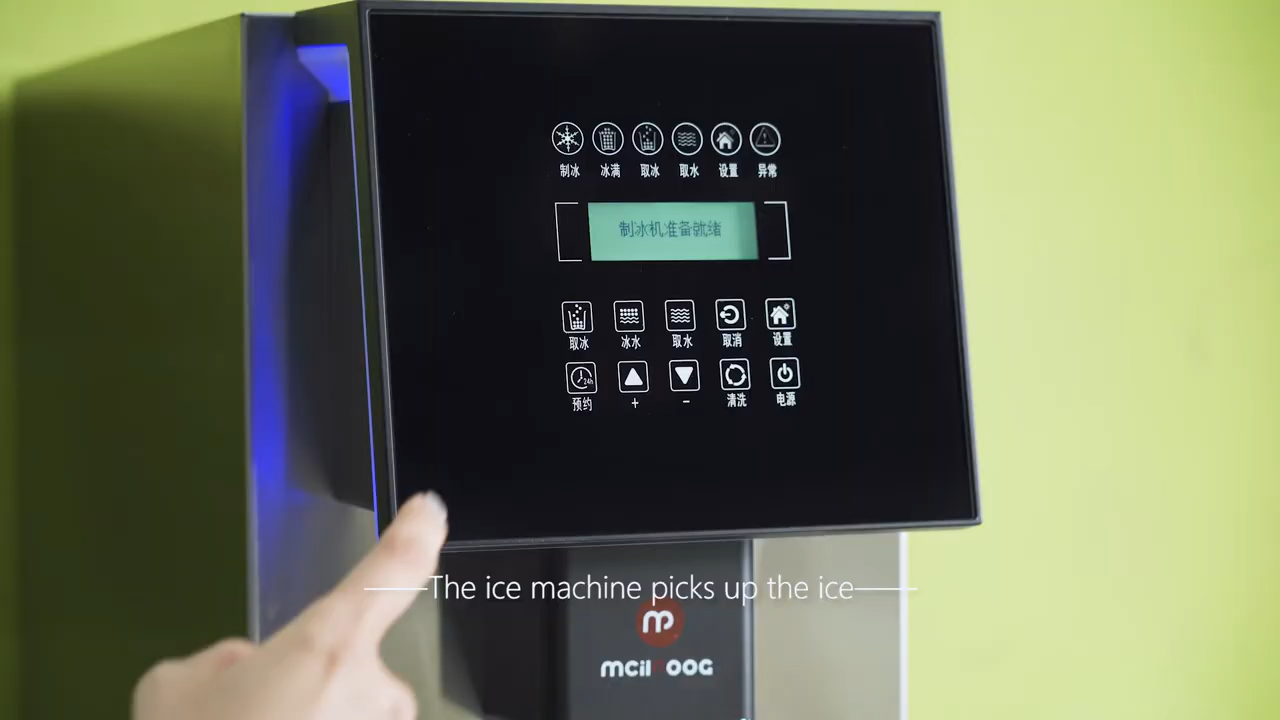 制冰 冰满 取冰 取水 设置 异常
制冰机准备就绪
取冰 冰水 取水 取消 设置
24h
预约 + − 清洗 电源
The ice machine picks up the ice
m